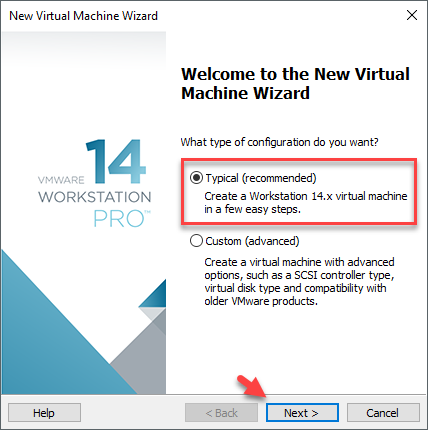 New Virtual Machine Wizard
VMWARE 14
WORKSTATION
PRO™
Welcome to the New Virtual
Machine Wizard
What type of configuration do you want?
Typical (recommended)
Create a Workstation 14.x virtual machine
in a few easy steps.
Custom (advanced)
Create a virtual machine with advanced
options, such as a SCSI controller type,
virtual disk type and compatibility with
older VMware products.
Help
< Back
Next >
Cancel